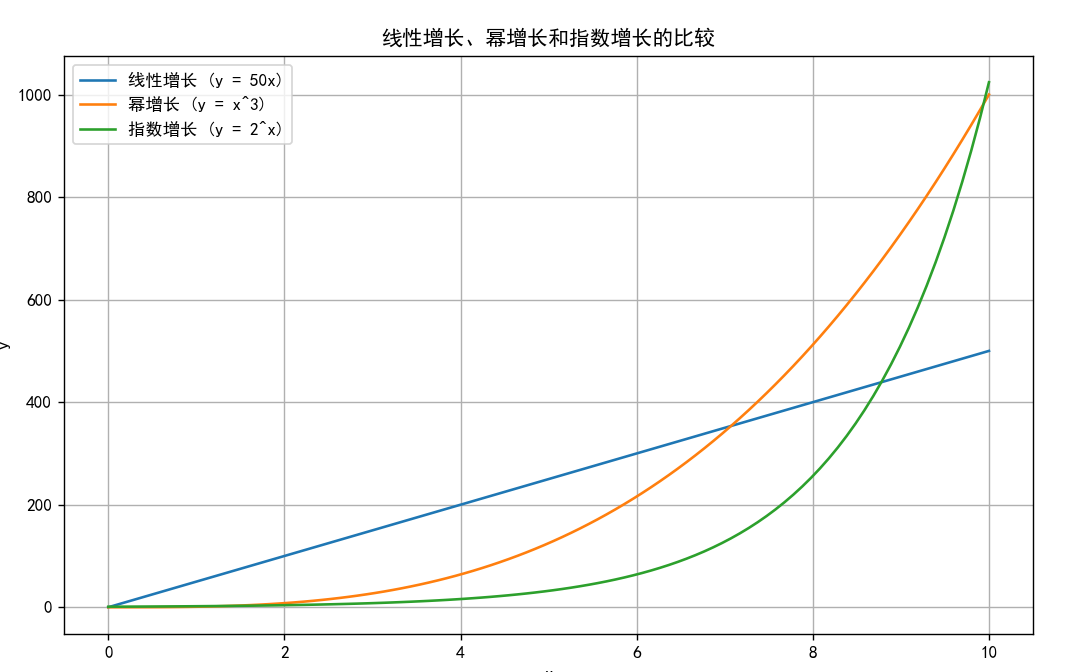 线性增长、幂增长和指数增长的比较
线性增长 (y = 50x)
幂增长 (y = x^3)
指数增长 (y = 2^x)
1000
800
600
400
200
0
y
0 2 4 6 8 10